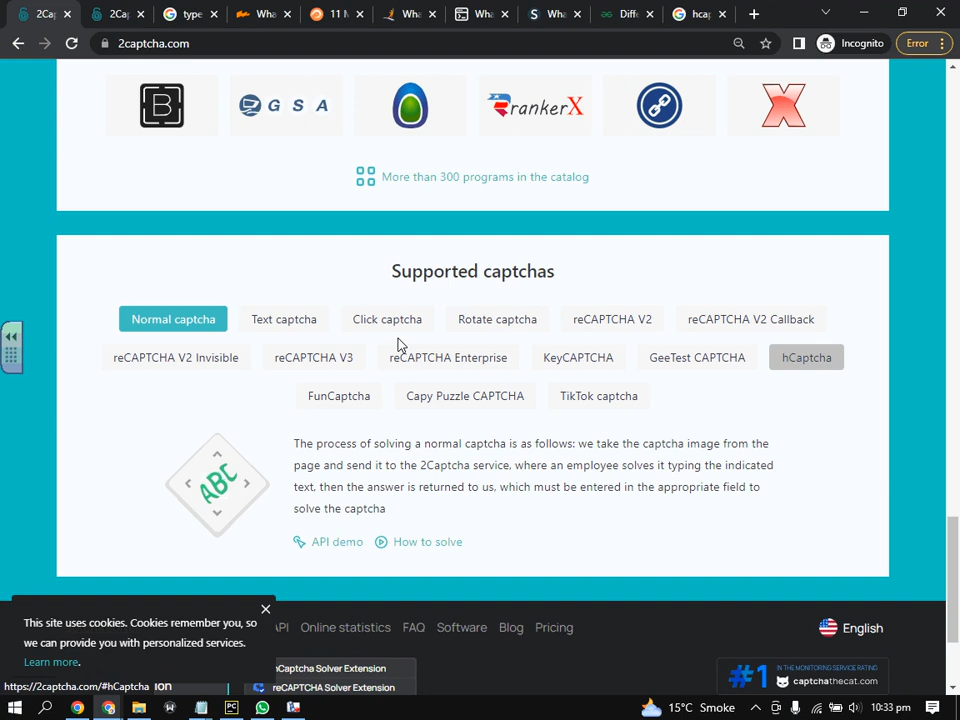 2Cap
2Cap
type
Wha
11 M
Wha
Wha
Wha
Diffe
hca
2captcha.com
Incognito
Error
B
GSA
rankerX
X
More than 300 programs in the catalog
Supported captchas
Normal captcha
Text captcha
Click captcha
Rotate captcha
reCAPTCHA V2
reCAPTCHA V2 Callback
reCAPTCHA V2 Invisible
reCAPTCHA V3
reCAPTCHA Enterprise
KeyCAPTCHA
GeeTest CAPTCHA
hCaptcha
FunCaptcha
Capy Puzzle CAPTCHA
TikTok captcha
ABC
The process of solving a normal captcha is as follows: we take the captcha image from the
page and send it to the 2Captcha service, where an employee solves it typing the indicated
text, then the answer is returned to us, which must be entered in the appropriate field to
solve the captcha
API demo
How to solve
This site uses cookies. Cookies remember you, so
we can provide you with personalized services.
Learn more.
API
Online statistics
FAQ
Software
Blog
Pricing
English
hCaptcha Solver Extension
reCAPTCHA Solver Extension
#1
IN THE MONITORING SERVICE RATING
captchathecat.com
https://2captcha.com/#hCaptcha
ION
15°C Smoke
10:33 pm